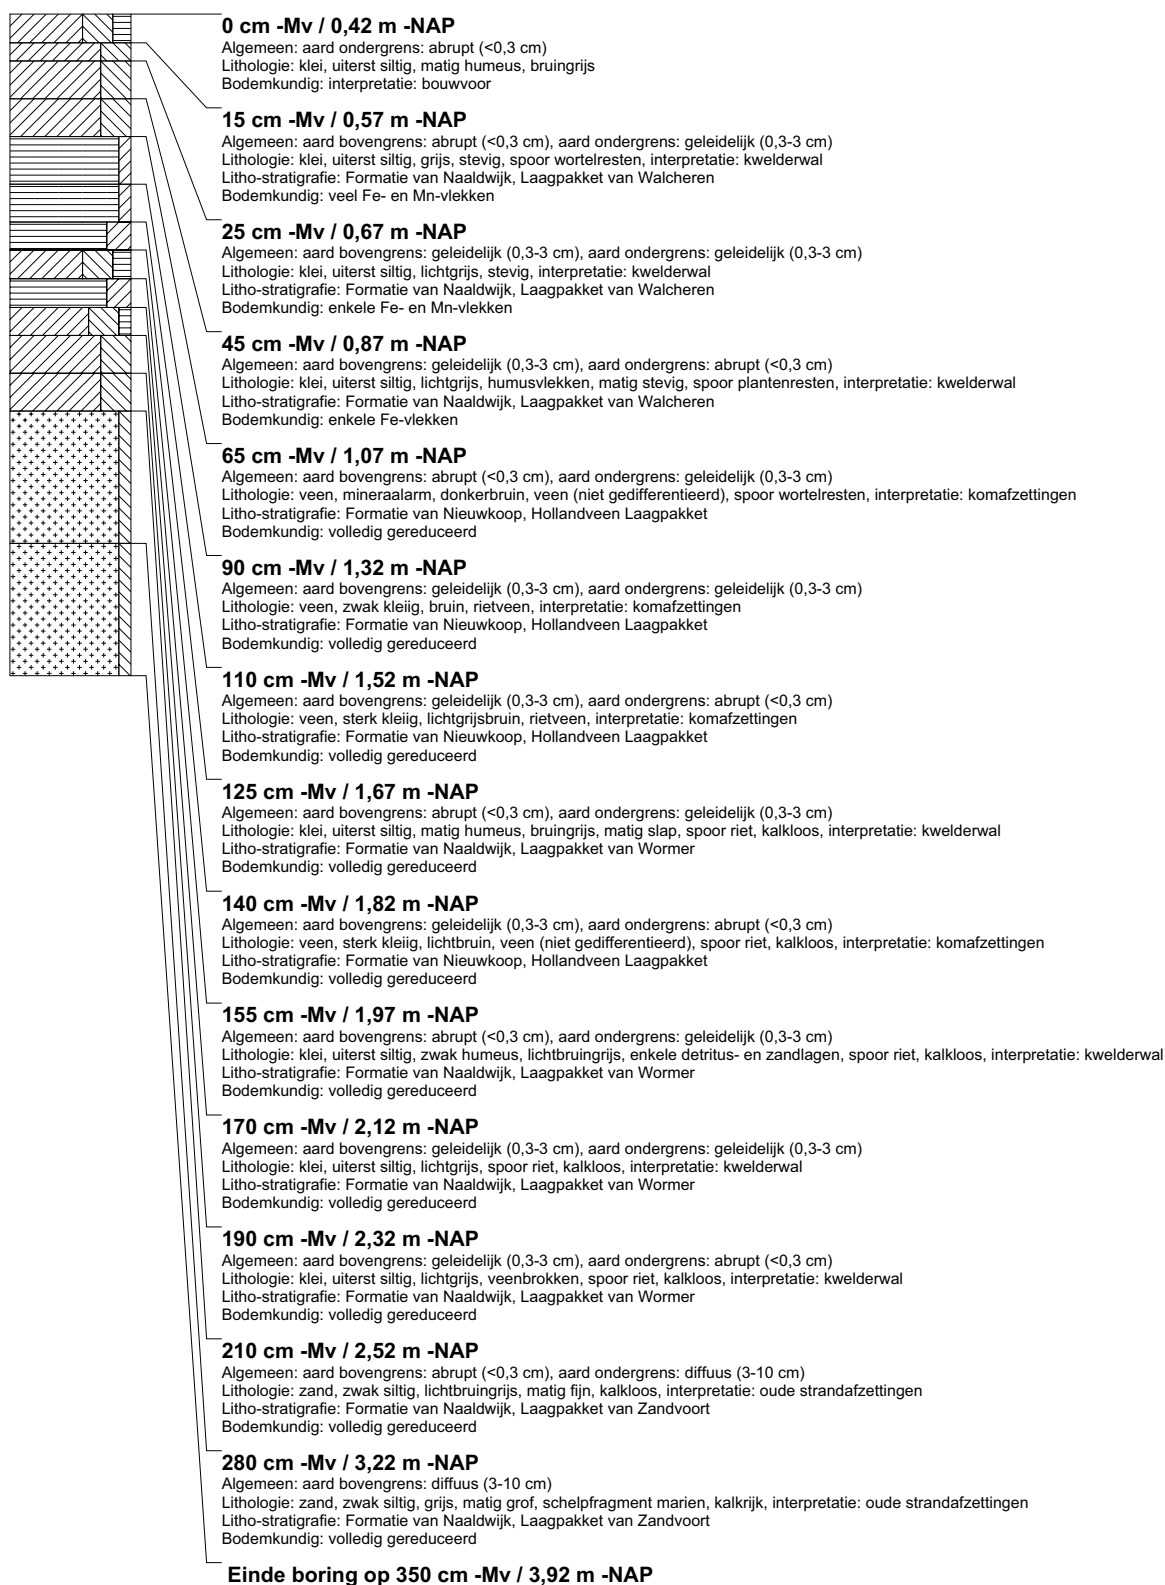 0 cm -Mv / 0,42 m -NAP
Algemeen: aard ondergrens: abrupt (<0,3 cm)
Lithologie: klei, uiterst siltig, matig humeus, bruingrijs
Bodemkundig: interpretatie: bouwvoor
15 cm -Mv / 0,57 m -NAP
Algemeen: aard bovengrens: abrupt (<0,3 cm), aard ondergrens: geleidelijk (0,3-3 cm)
Lithologie: klei, uiterst siltig, grijs, stevig, spoor wortelresten, interpretatie: kwelderwal
Litho-stratigrafie: Formatie van Naaldwijk, Laagpakket van Walcheren
Bodemkundig: veel Fe- en Mn-vlekken
25 cm -Mv / 0,67 m -NAP
Algemeen: aard bovengrens: geleidelijk (0,3-3 cm), aard ondergrens: geleidelijk (0,3-3 cm)
Lithologie: klei, uiterst siltig, lichtgrijs, stevig, interpretatie: kwelderwal
Litho-stratigrafie: Formatie van Naaldwijk, Laagpakket van Walcheren
Bodemkundig: enkele Fe- en Mn-vlekken
45 cm -Mv / 0,87 m -NAP
Algemeen: aard bovengrens: geleidelijk (0,3-3 cm), aard ondergrens: abrupt (<0,3 cm)
Lithologie: klei, uiterst siltig, lichtgrijs, humusvlekken, matig stevig, spoor plantenresten, interpretatie: kwelderwal
Litho-stratigrafie: Formatie van Naaldwijk, Laagpakket van Walcheren
Bodemkundig: enkele Fe-vlekken
65 cm -Mv / 1,07 m -NAP
Algemeen: aard bovengrens: abrupt (<0,3 cm), aard ondergrens: geleidelijk (0,3-3 cm)
Lithologie: veen, mineraalarm, donkerbruin, veen (niet gedifferentieerd), spoor wortelresten, interpretatie: komafzettingen
Litho-stratigrafie: Formatie van Nieuwkoop, Hollandveen Laagpakket
Bodemkundig: volledig gereduceerd
90 cm -Mv / 1,32 m -NAP
Algemeen: aard bovengrens: geleidelijk (0,3-3 cm), aard ondergrens: geleidelijk (0,3-3 cm)
Lithologie: veen, zwak kleiig, bruin, rietveen, interpretatie: komafzettingen
Litho-stratigrafie: Formatie van Nieuwkoop, Hollandveen Laagpakket
Bodemkundig: volledig gereduceerd
110 cm -Mv / 1,52 m -NAP
Algemeen: aard bovengrens: geleidelijk (0,3-3 cm), aard ondergrens: abrupt (<0,3 cm)
Lithologie: veen, sterk kleiig, lichtgrijsbruin, rietveen, interpretatie: komafzettingen
Litho-stratigrafie: Formatie van Nieuwkoop, Hollandveen Laagpakket
Bodemkundig: volledig gereduceerd
125 cm -Mv / 1,67 m -NAP
Algemeen: aard bovengrens: abrupt (<0,3 cm), aard ondergrens: geleidelijk (0,3-3 cm)
Lithologie: klei, uiterst siltig, matig humeus, bruingrijs, matig slap, spoor riet, kalkloos, interpretatie: kwelderwal
Litho-stratigrafie: Formatie van Naaldwijk, Laagpakket van Wormer
Bodemkundig: volledig gereduceerd
140 cm -Mv / 1,82 m -NAP
Algemeen: aard bovengrens: geleidelijk (0,3-3 cm), aard ondergrens: abrupt (<0,3 cm)
Lithologie: veen, sterk kleiig, lichtbruin, veen (niet gedifferentieerd), spoor riet, kalkloos, interpretatie: komafzettingen
Litho-stratigrafie: Formatie van Nieuwkoop, Hollandveen Laagpakket
Bodemkundig: volledig gereduceerd
155 cm -Mv / 1,97 m -NAP
Algemeen: aard bovengrens: abrupt (<0,3 cm), aard ondergrens: geleidelijk (0,3-3 cm)
Lithologie: klei, uiterst siltig, zwak humeus, lichtbruingrijs, enkele detritus- en zandlagen, spoor riet, kalkloos, interpretatie: kwelderwal
Litho-stratigrafie: Formatie van Naaldwijk, Laagpakket van Wormer
Bodemkundig: volledig gereduceerd
170 cm -Mv / 2,12 m -NAP
Algemeen: aard bovengrens: geleidelijk (0,3-3 cm), aard ondergrens: geleidelijk (0,3-3 cm)
Lithologie: klei, uiterst siltig, lichtgrijs, spoor riet, kalkloos, interpretatie: kwelderwal
Litho-stratigrafie: Formatie van Naaldwijk, Laagpakket van Wormer
Bodemkundig: volledig gereduceerd
190 cm -Mv / 2,32 m -NAP
Algemeen: aard bovengrens: geleidelijk (0,3-3 cm), aard ondergrens: abrupt (<0,3 cm)
Lithologie: klei, uiterst siltig, lichtgrijs, veenbrokken, spoor riet, kalkloos, interpretatie: kwelderwal
Litho-stratigrafie: Formatie van Naaldwijk, Laagpakket van Wormer
Bodemkundig: volledig gereduceerd
210 cm -Mv / 2,52 m -NAP
Algemeen: aard bovengrens: abrupt (<0,3 cm), aard ondergrens: diffuus (3-10 cm)
Lithologie: zand, zwak siltig, lichtbruingrijs, matig fijn, kalkloos, interpretatie: oude strandafzettingen
Litho-stratigrafie: Formatie van Naaldwijk, Laagpakket van Zandvoort
Bodemkundig: volledig gereduceerd
280 cm -Mv / 3,22 m -NAP
Algemeen: aard bovengrens: diffuus (3-10 cm)
Lithologie: zand, zwak siltig, grijs, matig grof, schelpfragment marien, kalkrijk, interpretatie: oude strandafzettingen
Litho-stratigrafie: Formatie van Naaldwijk, Laagpakket van Zandvoort
Bodemkundig: volledig gereduceerd
Einde boring op 350 cm -Mv / 3,92 m -NAP